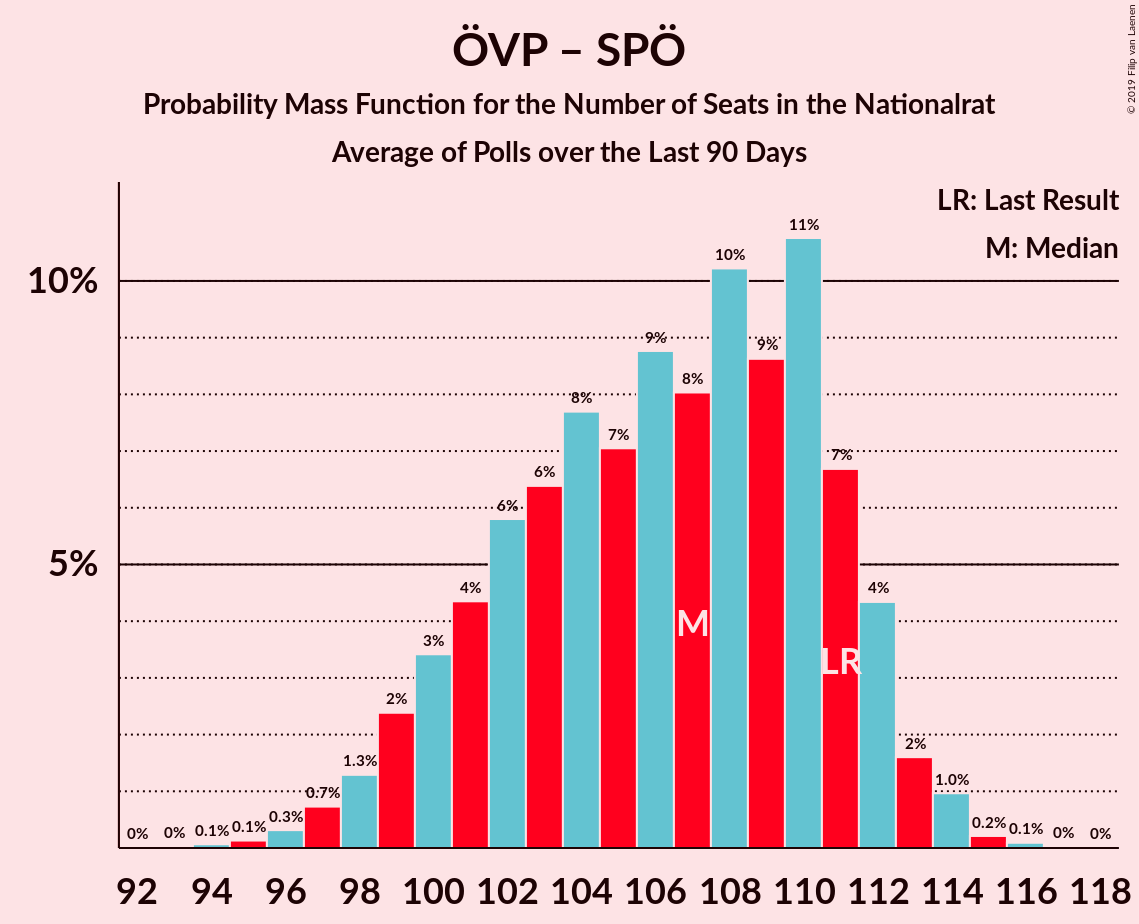 ÖVP – SPÖ
Probability Mass Function for the Number of Seats in the Nationalrat
Average of Polls over the Last 90 Days
© 2019 Filip van Laenen
LR: Last Result
M: Median
10%
5%
0% 0% 0.1% 0.1% 0.3% 0.7% 1.3% 2% 3% 4% 6% 6% 8% 7% 9% 8% 10% 9% 11% 7% 4% 2% 1.0% 0.2% 0.1% 0% 0%
M
LR
92 94 96 98 100 102 104 106 108 110 112 114 116 118